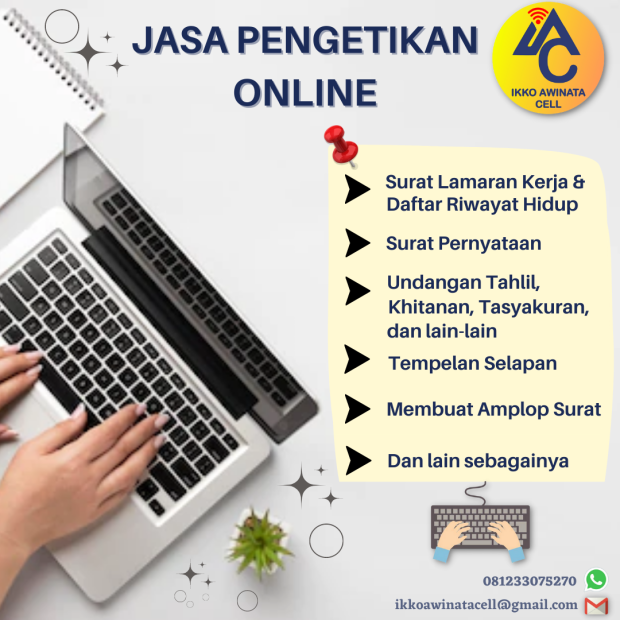 JASA PENGETIKAN
ONLINE
IKKO AWINATA
CELL
Surat Lamaran Kerja &
Daftar Riwayat Hidup
Surat Pernyataan
Undangan Tahlil,
Khitanan, Tasyakuran,
dan lain-lain
Tempelan Selapan
Membuat Amplop Surat
Dan lain sebagainya
081233075270
ikkoawinatacell@gmail.com